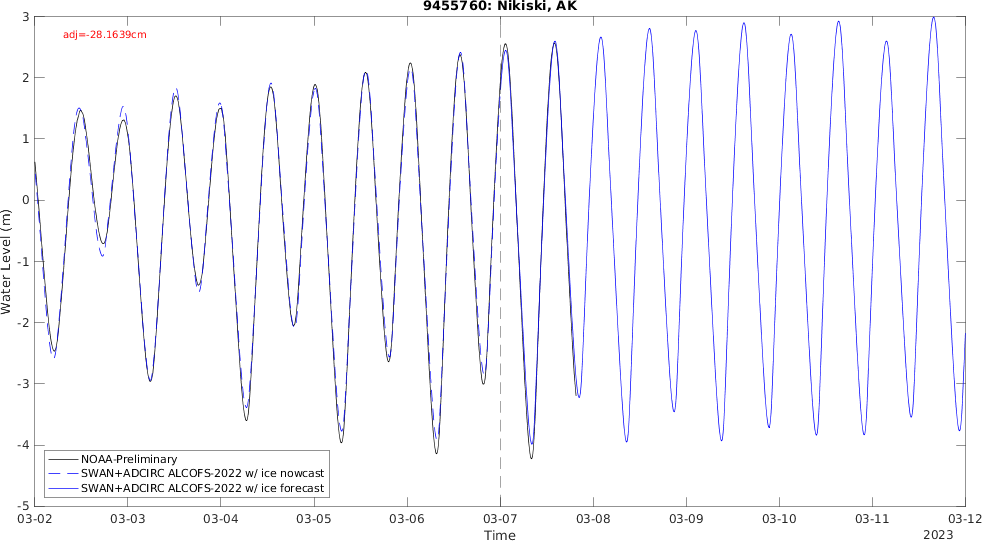 9455760: Nikiski, AK
adj=-28.1639cm
3
2
1
0
-1
-2
-3
-4
-5
Water Level (m)
NOAA-Preliminary
SWAN+ADCIRC ALCOFS-2022 w/ ice nowcast
SWAN+ADCIRC ALCOFS-2022 w/ ice forecast
03-02 03-03 03-04 03-05 03-06 03-07 03-08 03-09 03-10 03-11 03-12
Time
2023